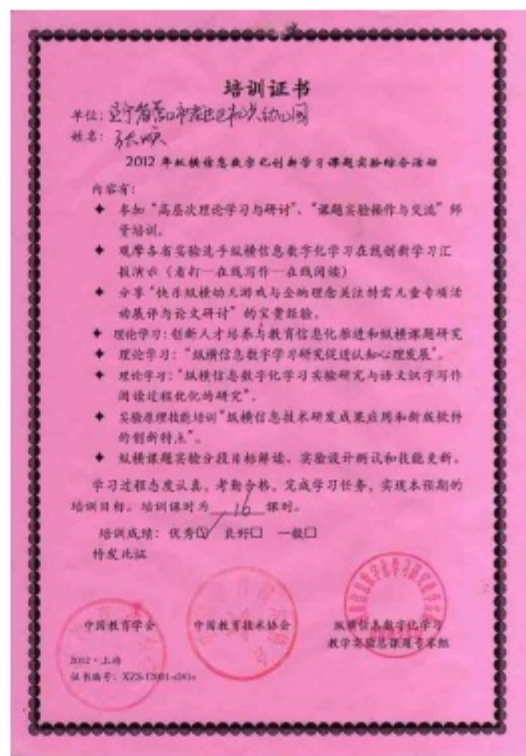 培训证书
单位：辽宁省营口市老边区机关幼儿园
姓名：张
2012 年纵横信息数字化创新学习课题实验综合活动
内容有：
◆ 参加“高层次理论学习与研讨”、“课题实验操作与交流”师
资培训。
◆ 观摩各省实验选手纵横信息数字化学习在线创新学习汇
报演示（看打—在线写作—在线阅读）
◆ 分享“快乐纵横幼儿游戏与全纳理念关注特需儿童专项活
动展评与论文研讨”的宝贵经验。
◆ 理论学习：创新人才培养与教育信息化推进和纵横课题研究
◆ 理论学习：“纵横信息数字学习研究促进认知心理发展”。
◆ 理论学习：“纵横信息数字化学习实验研究与语文识字写作
阅读过程优化的研究”。
◆ 实验原理技能培训“纵横信息技术研发成果应用和新版软件
的创新特点”。
◆ 纵横课题实验分段目标解读、实验设计测试和技能更新。
学习过程态度认真、考勤合格、完成学习任务，实现本预期的
培训目标。培训课时为 16 课时。
培训成绩：优秀☑ 良好□ 一般□
特发此证
中国教育学会 中国教育技术协会 纵横信息数字化学习
教学实验总课题专家组
2012·上海
证书编号：XZS-12001-